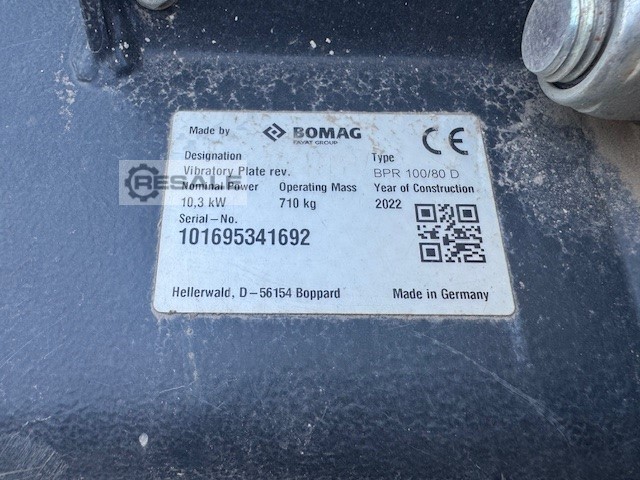 Made by BOMAG
FAYAT GROUP
Designation Type
Vibratory Plate rev. BPR 100/80 D
RESALE
Nominal Power Operating Mass Year of Construction
10,3 kW 710 kg 2022
Serial-No.
101695341692
Hellerwald, D-56154 Boppard Made in Germany